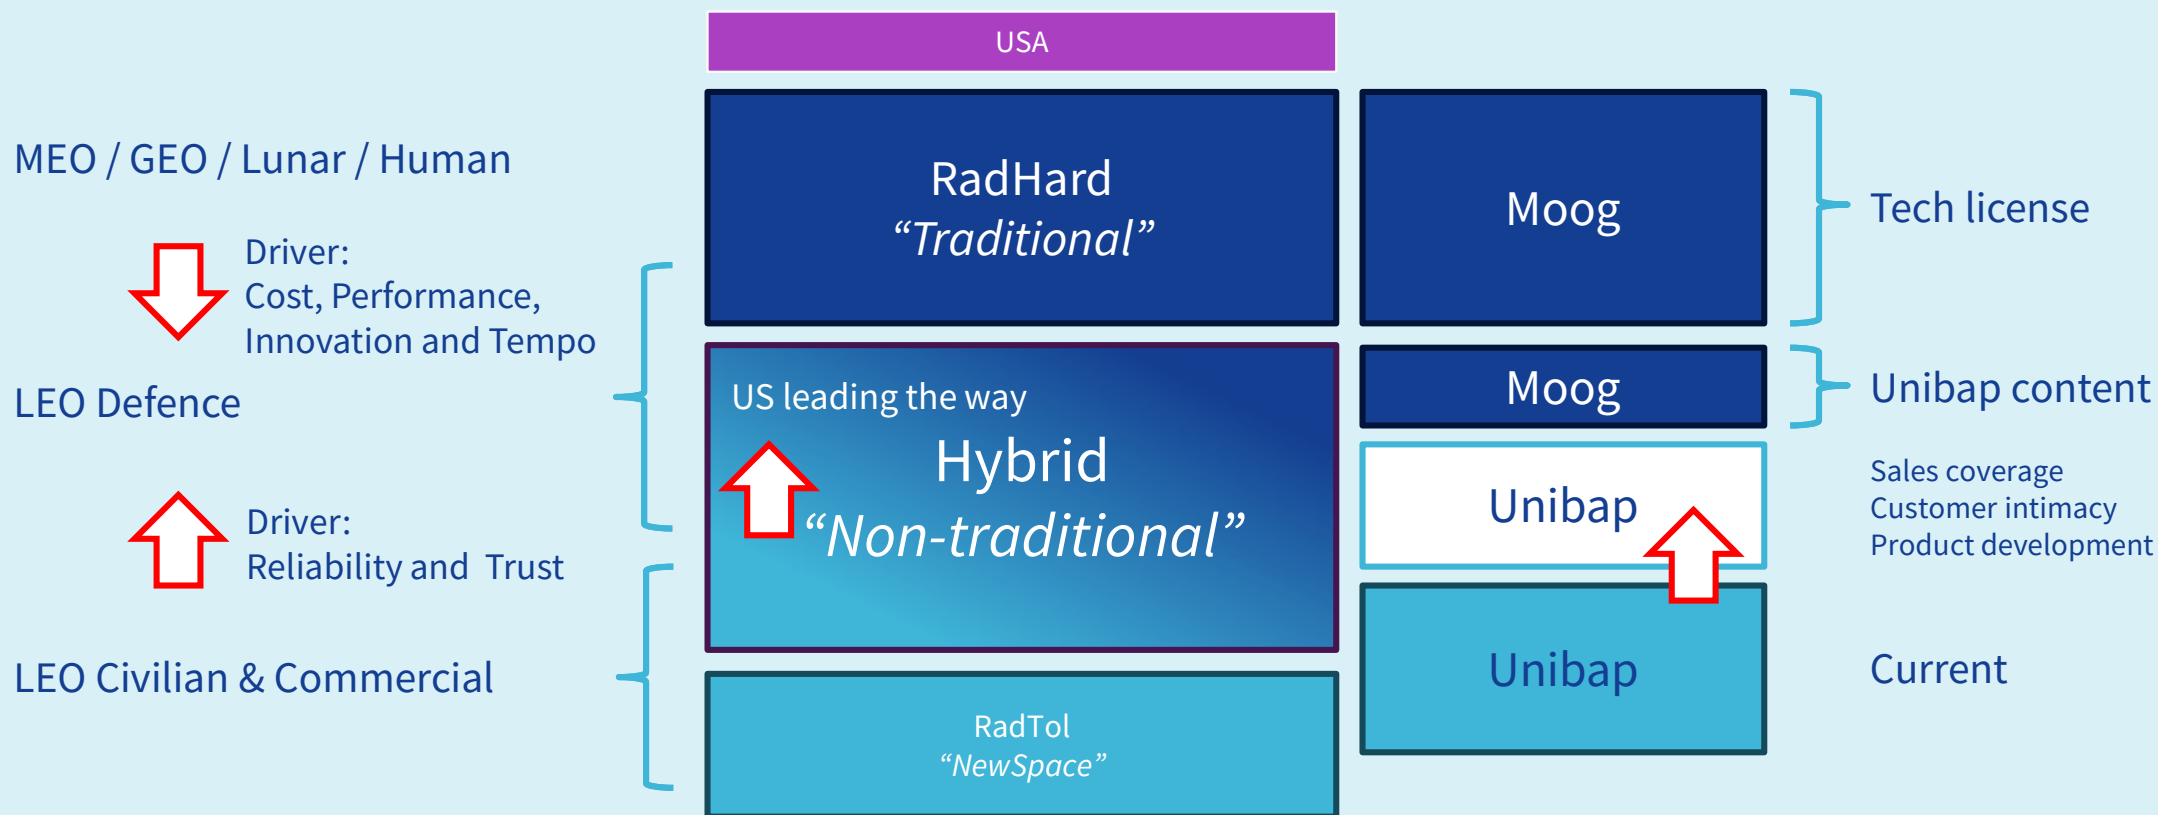 USA
MEO / GEO / Lunar / Human
Driver:
Cost, Performance,
Innovation and Tempo
LEO Defence
Driver:
Reliability and Trust
LEO Civilian & Commercial
RadHard
“Traditional”
US leading the way
Hybrid
“Non-traditional”
RadTol
“NewSpace”
Moog
Moog
Unibap
Unibap
Tech license
Unibap content
Sales coverage
Customer intimacy
Product development
Current